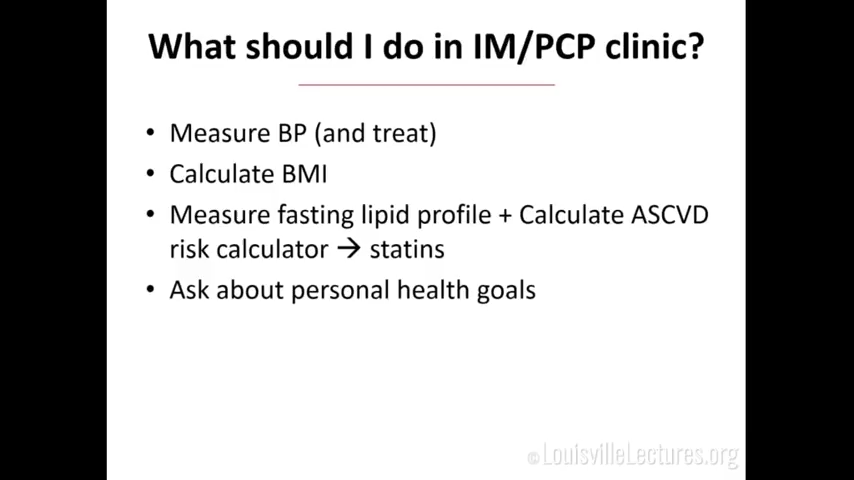 What should I do in IM/PCP clinic?
• Measure BP (and treat)
• Calculate BMI
• Measure fasting lipid profile + Calculate ASCVD
risk calculator → statins
• Ask about personal health goals
©LouisvilleLectures.org